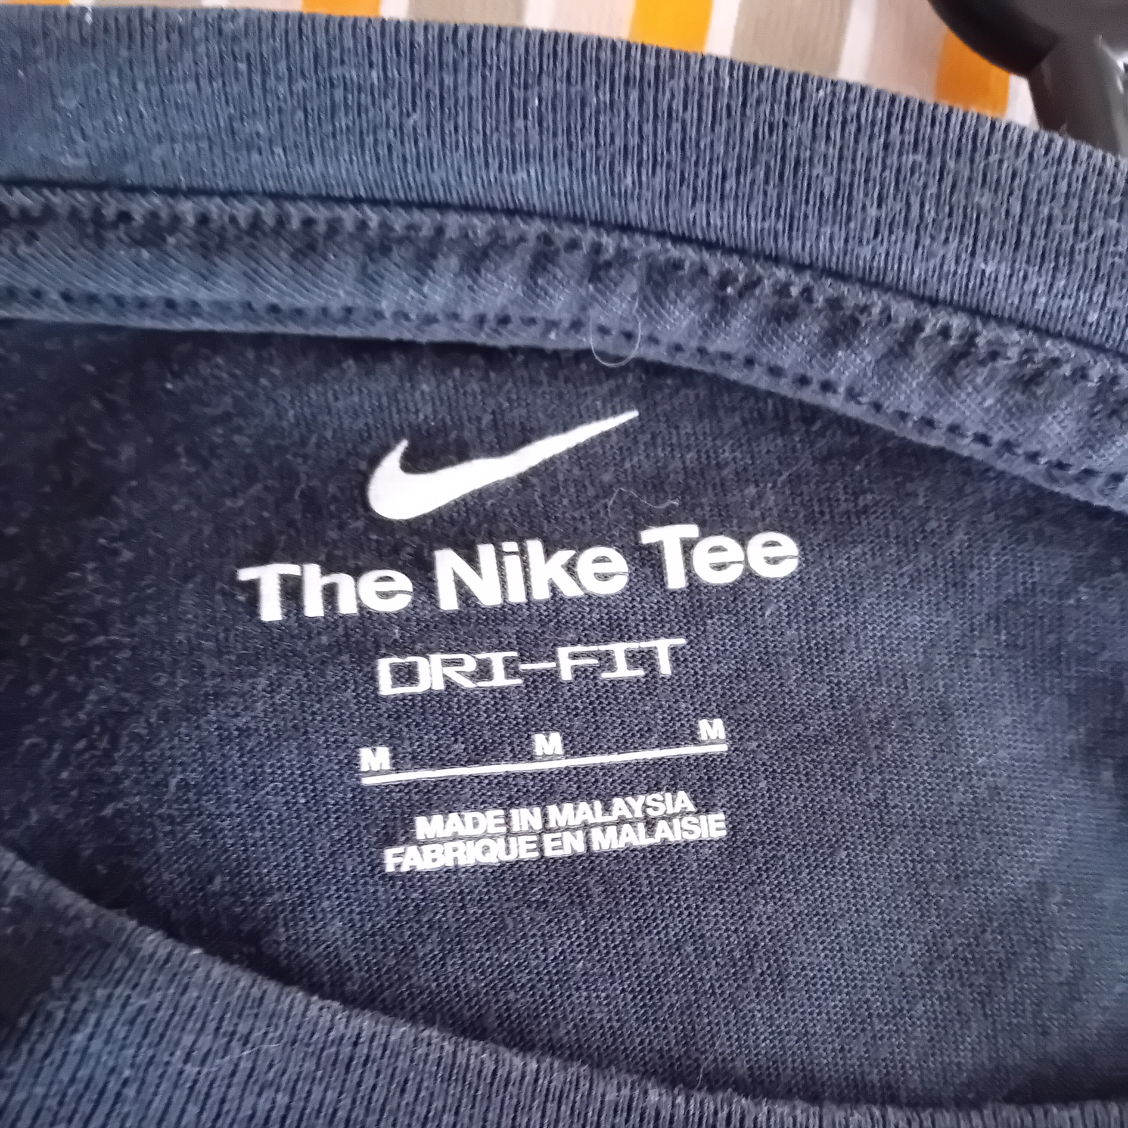 The Nike Tee
DRI-FIT
M M M
MADE IN MALAYSIA
FABRIQUE EN MALAISIE